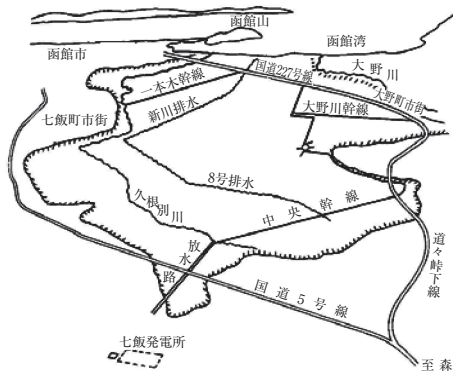 函館山
函館市
函館湾
国道227号線
大野川
一本木幹線
新川排水
大野町市街
大野川幹線
七飯町市街
8号排水
久根別川
中央幹線
放水路
道々峠下線
国道5号線
七飯発電所
至森